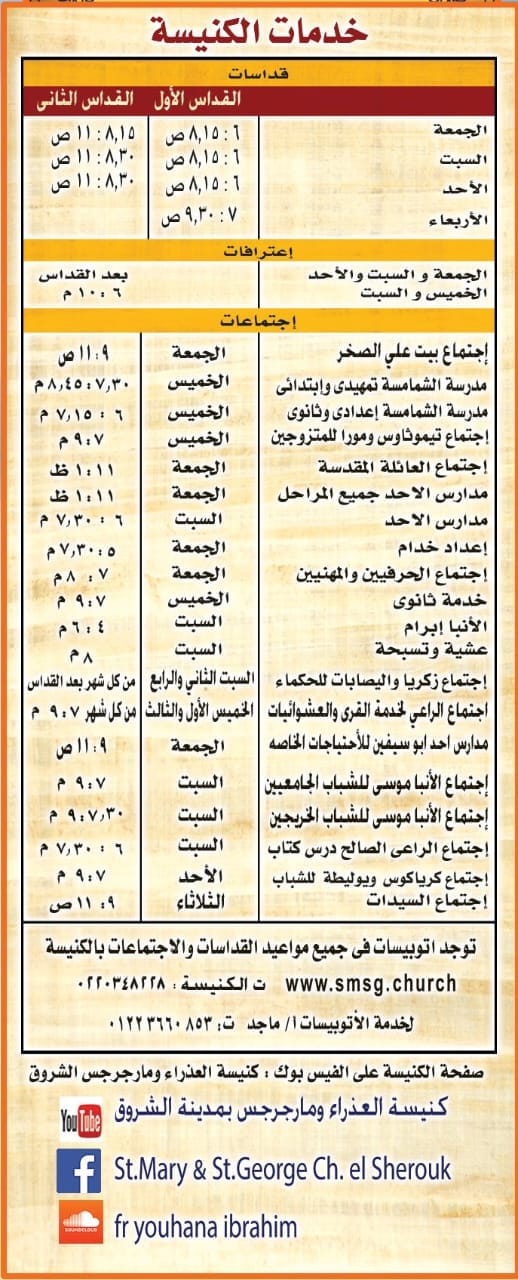 خدمات الكنيسة
قداسات
القداس الأول القداس الثانى
الجمعة ٦ : ٨,١٥ ص ٨,١٥ : ١١ ص
السبت ٦ : ٨,١٥ ص ٨,٣٠ : ١١ ص
الأحد ٦ : ٨,١٥ ص ٨,٣٠ : ١١ ص
الأربعاء ٧ : ٩,٣٠ ص
إعترافات
الجمعة و السبت والأحد بعد القداس
الخميس و السبت ٦ : ١٠ م
إجتماعات
إجتماع بيت علي الصخر الجمعة ٩ : ١١ ص
مدرسة الشمامسة تمهيدى وإبتدائى الخميس ٧,٣٠ : ٨,٤٥ م
مدرسة الشمامسة إعدادى وثانوى الخميس ٦ : ٧,١٥ م
إجتماع تيموثاوس ومورا للمتزوجين الخميس ٧ : ٩ م
إجتماع العائلة المقدسة الجمعة ١١ : ١ ظ
مدارس الاحد جميع المراحل الجمعة ١١ : ١ ظ
مدارس الاحد السبت ٦ : ٧,٣٠ م
إعداد خدام الجمعة ٥ : ٧,٣٠ م
إجتماع الحرفيين والمهنيين الجمعة ٧ : ٨ م
خدمة ثانوى الخميس ٧ : ٩ م
الأنبا إبرام السبت ٤ : ٦ م
عشية وتسبحة السبت ٨ م
إجتماع زكريا واليصابات للحكماء السبت الثاني والرابع من كل شهر بعد القداس
اجتماع الراعي لخدمة القرى والعشوائيات الخميس الأول والثالث من كل شهر ٧ : ٩ م
مدارس احد ابو سيفين للأحتياجات الخاصه الجمعة ٩ : ١١ ص
إجتماع الأنبا موسى للشباب الجامعيين السبت ٧ : ٩ م
إجتماع الأنبا موسى للشباب الخريجين السبت ٧,٣٠ : ٩ م
إجتماع الراعى الصالح درس كتاب السبت ٦ : ٧,٣٠ م
إجتماع كرياكوس ويوليطة للشباب الأحد ٧ : ٩ م
إجتماع السيدات الثلاثاء ٩ : ١١ ص
توجد اتوبيسات فى جميع مواعيد القداسات والاجتماعات بالكنيسة
www.smsg.church ت الكنيسة : ٠٢٢٠٣٤٨٢٢٨
لخدمة الأتوبيسات أ/ ماجد ت: ٠١٢٢٣٦٦٠٨٥٣
صفحة الكنيسة على الفيس بوك : كنيسة العذراء ومارجرجس الشروق
كنيسة العذراء ومارجرجس بمدينة الشروق
YouTube
St.Mary & St.George Ch. el Sherouk
fr youhana ibrahim
SOUNDCLOUD